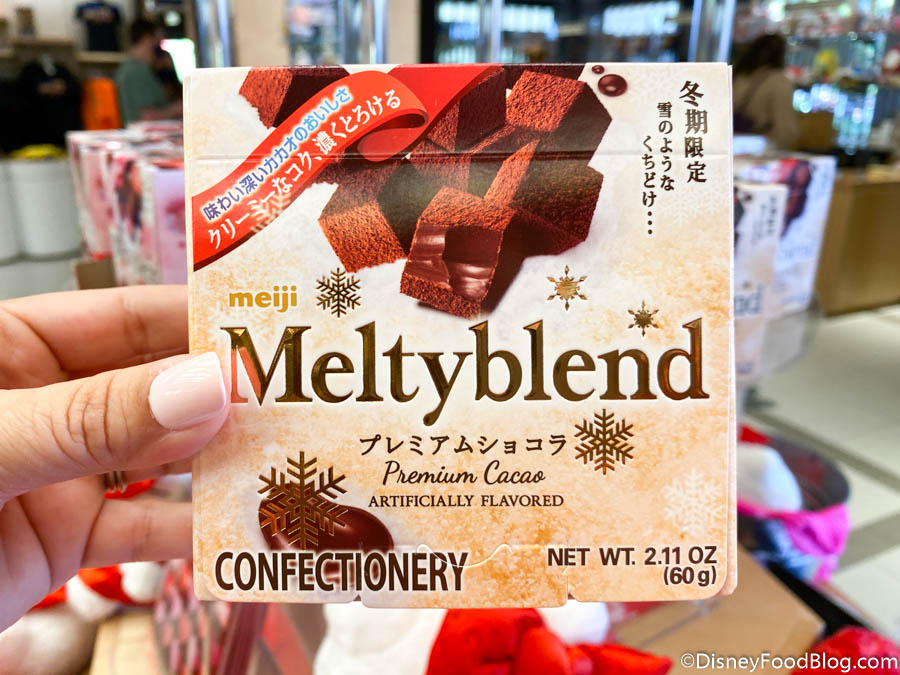 味わい深いカカオのおいしさ
クリーミーなコク、濃くとろける
冬期限定
雪のような
くちどけ…
meiji
Meltyblend
プレミアムショコラ
Premium Cacao
ARTIFICIALLY FLAVORED
CONFECTIONERY
NET WT. 2.11 OZ
(60g)
©DisneyFoodBlog.com